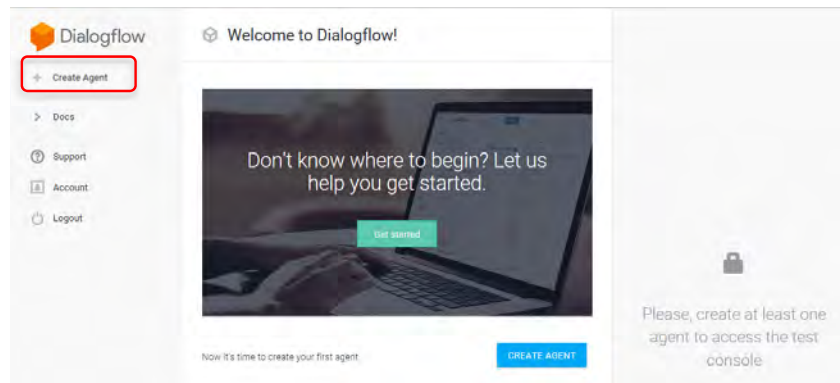 Dialogflow
Create Agent
Docs
Support
Account
Logout
Welcome to Dialogflow!
Don't know where to begin? Let us
help you get started.
Get started
Now it's time to create your first agent
CREATE AGENT
Please, create at least one
agent to access the test
console